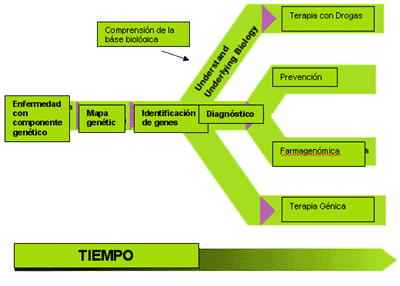 Comprensión de la
báse biológica
Understand
Underlying Biology
Terapia con Drogas
Prevención
Enfermedad
con
componente
genético
Mapa
genétic
Identificación
de genes
Diagnóstico
Farmagenómica
s
Terapia Génica
TIEMPO